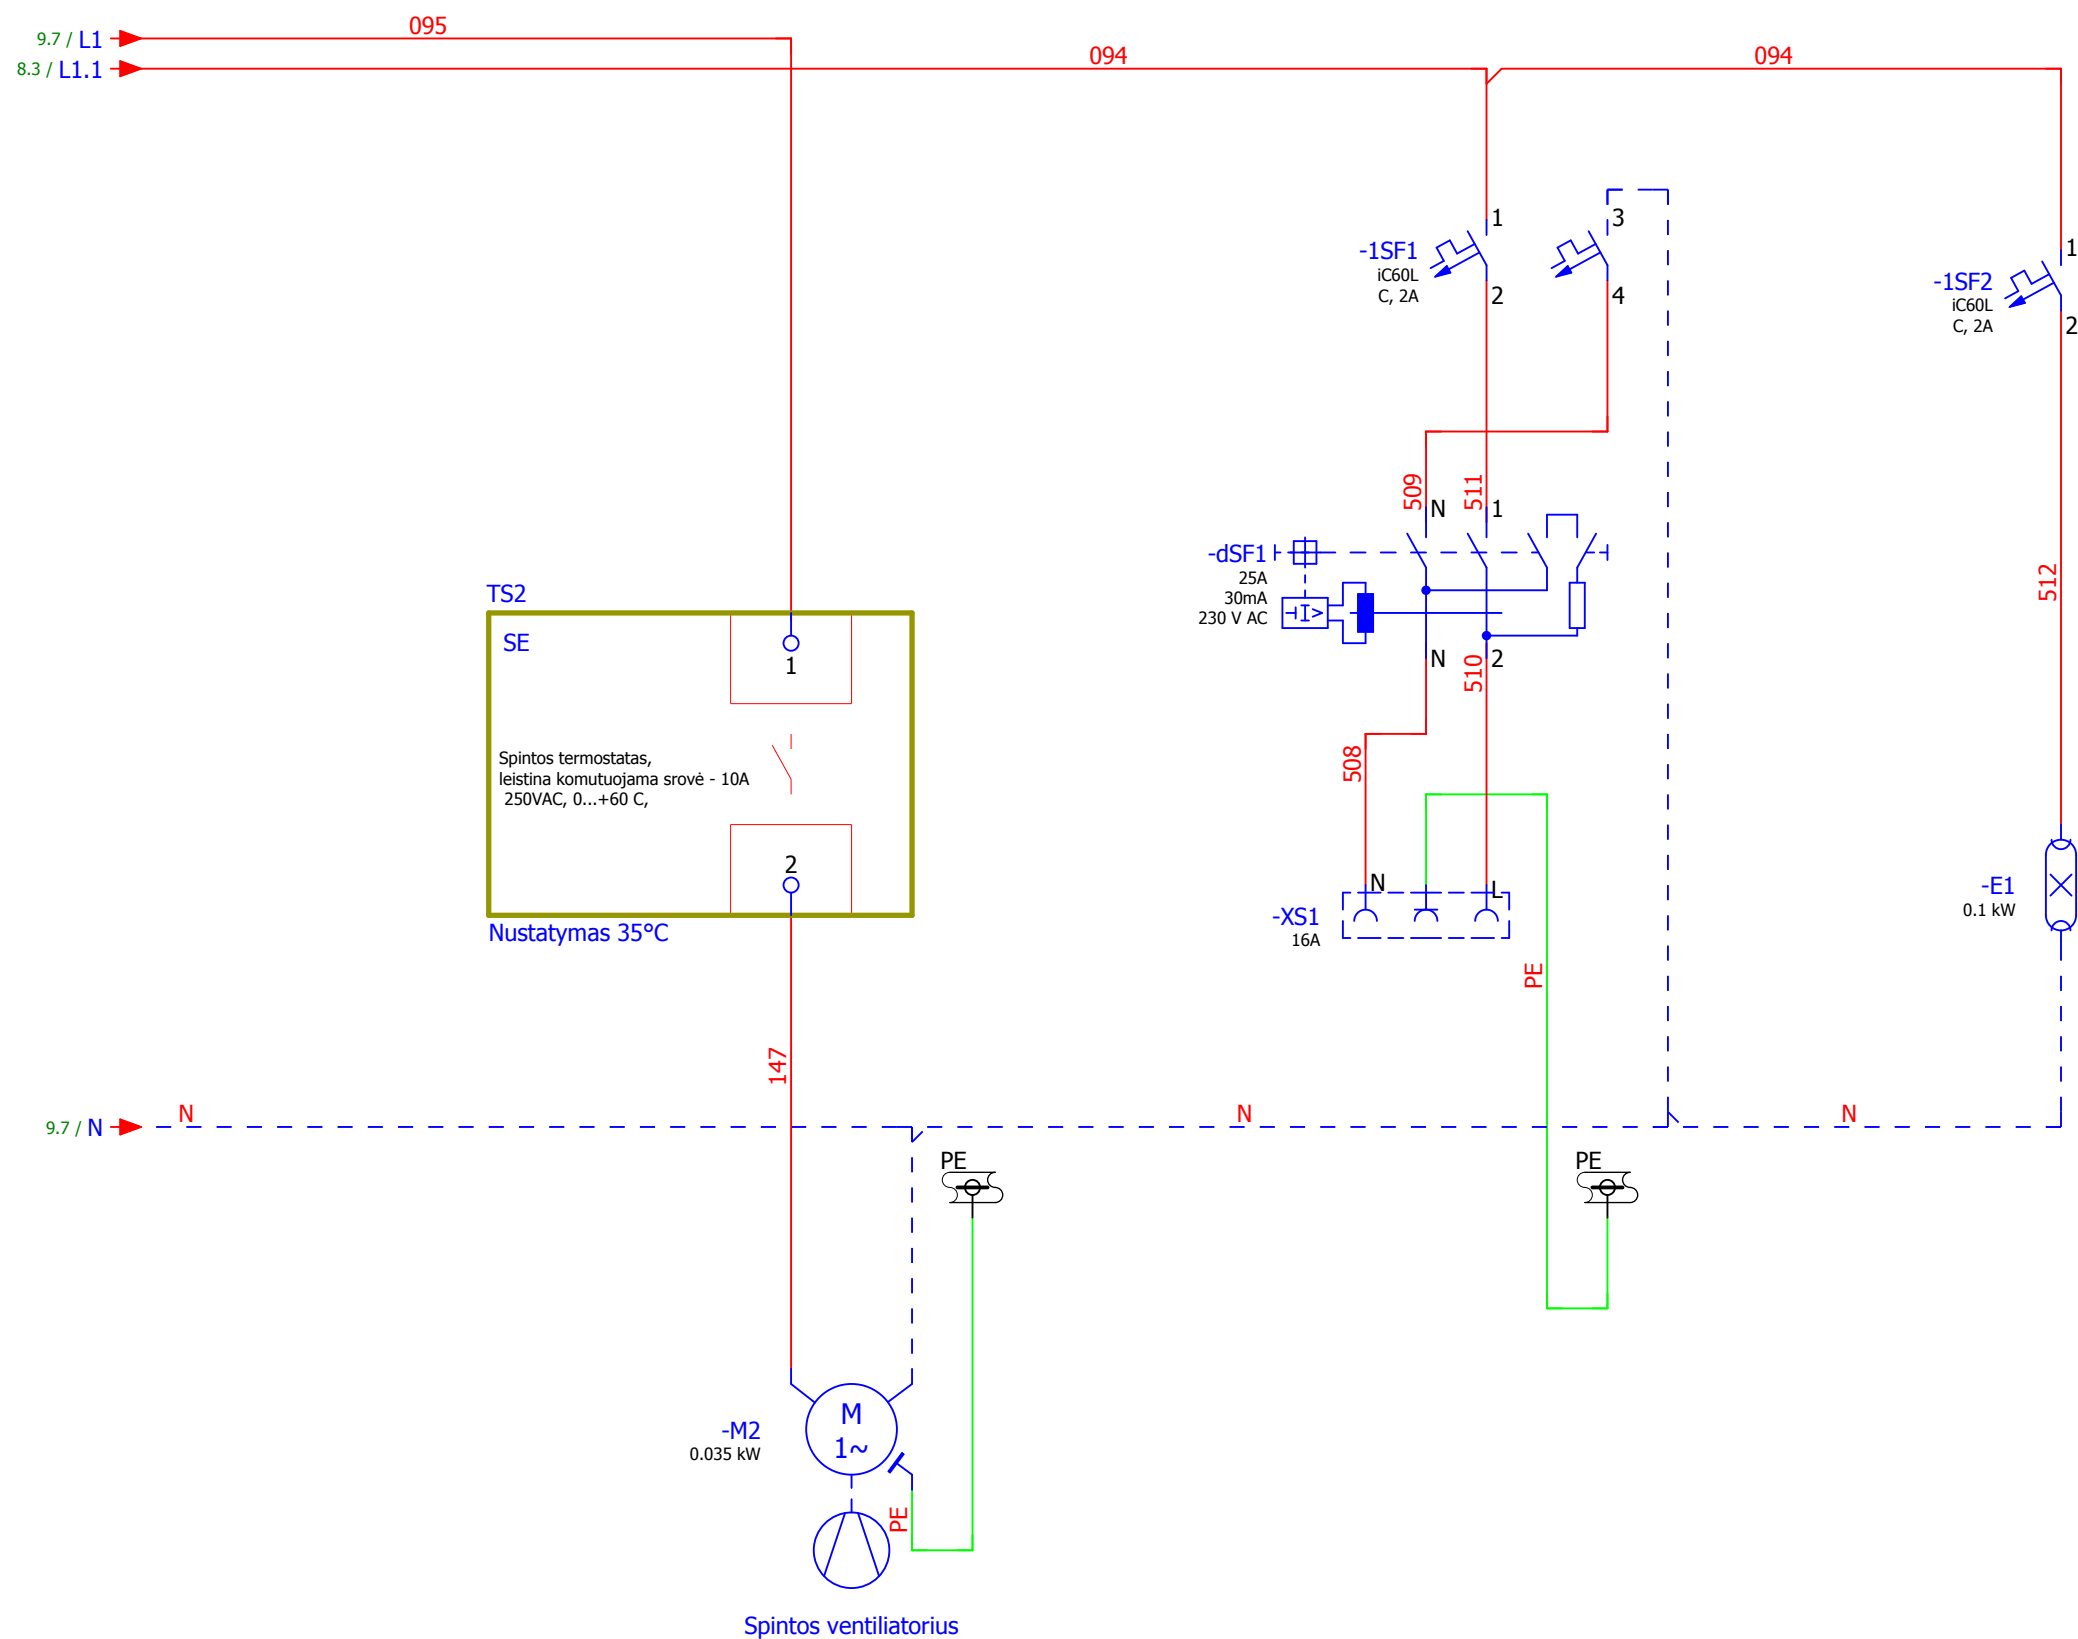 095
9.7 / L1
094
094
8.3 / L1.1
1
3
-1SF1
iC60L
C, 2A
2
4
1
-1SF2
iC60L
C, 2A
2
509
N
511
1
-dSF1
25A
30mA
230 V AC
I
>
N
510
2
512
TS2
SE
1
Spintos termostatas,
leistina komutuojama srovė - 10A
250VAC, 0...+60 C,
2
Nustatymas 35°C
508
N
L
-XS1
16A
-E1
0.1 kW
PE
147
9.7 / N
N
N
N
PE
PE
-M2
0.035 kW
M
1~
PE
Spintos ventiliatorius